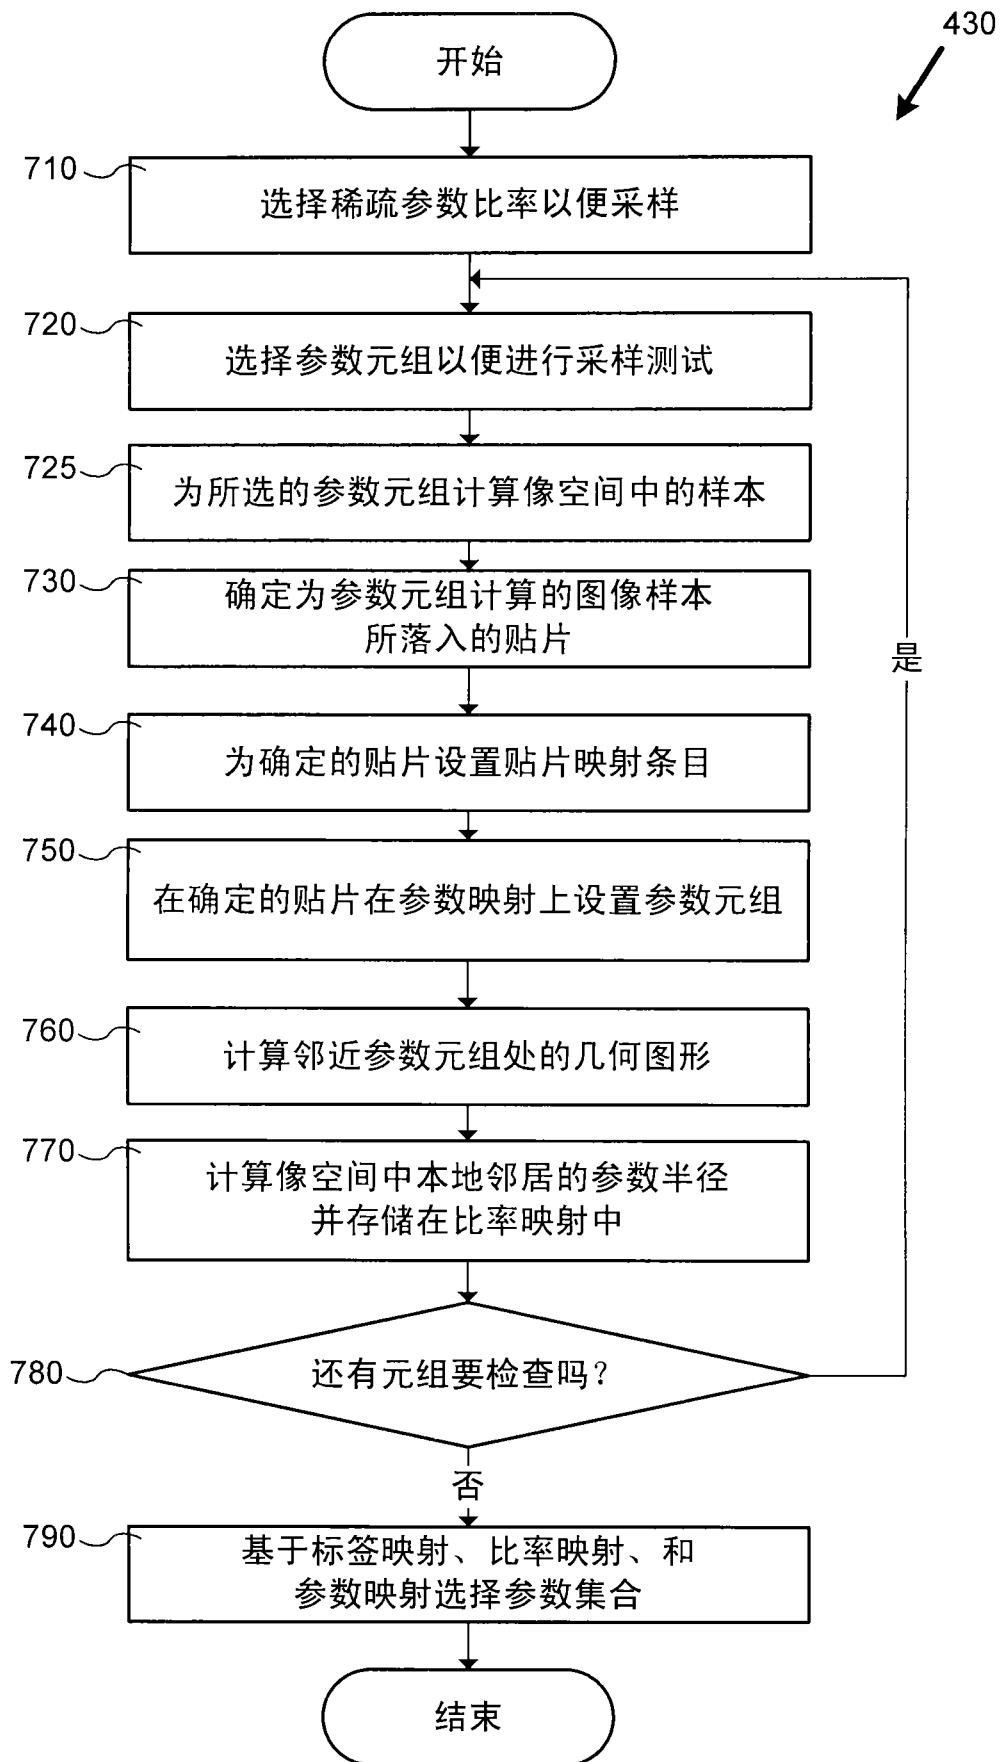 430
开始
710
选择稀疏参数比率以便采样
720
选择参数元组以便进行采样测试
725
为所选的参数元组计算像空间中的样本
730
确定为参数元组计算的图像样本
所落入的贴片
是
740
为确定的贴片设置贴片映射条目
750
在确定的贴片在参数映射上设置参数元组
760
计算邻近参数元组处的几何图形
770
计算像空间中本地邻居的参数半径
并存储在比率映射中
780
还有元组要检查吗?
否
790
基于标签映射、比率映射、和
参数映射选择参数集合
结束